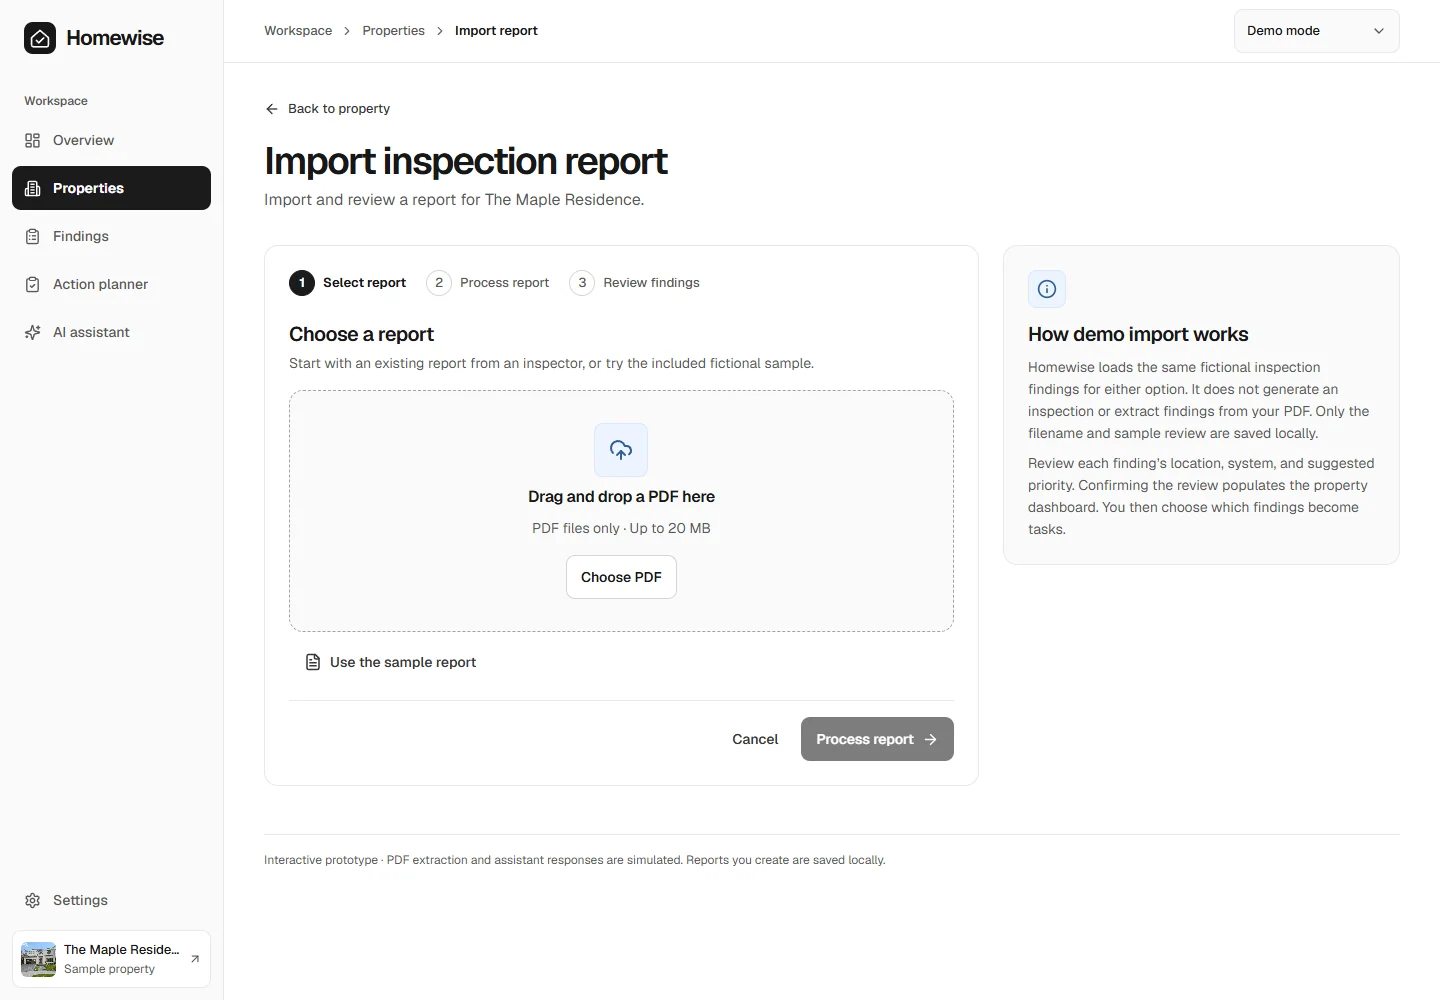 Homewise
Workspace
Overview
Properties
Findings
Action planner
AI assistant
Settings
The Maple Reside...
Sample property
Workspace > Properties > Import report
Demo mode
Back to property
Import inspection report
Import and review a report for The Maple Residence.
1 Select report 2 Process report 3 Review findings
Choose a report
Start with an existing report from an inspector, or try the included fictional sample.
Drag and drop a PDF here
PDF files only · Up to 20 MB
Choose PDF
Use the sample report
Cancel
Process report
How demo import works
Homewise loads the same fictional inspection
findings for either option. It does not generate an
inspection or extract findings from your PDF. Only the
filename and sample review are saved locally.
Review each finding's location, system, and suggested
priority. Confirming the review populates the property
dashboard. You then choose which findings become
tasks.
Interactive prototype · PDF extraction and assistant responses are simulated. Reports you create are saved locally.